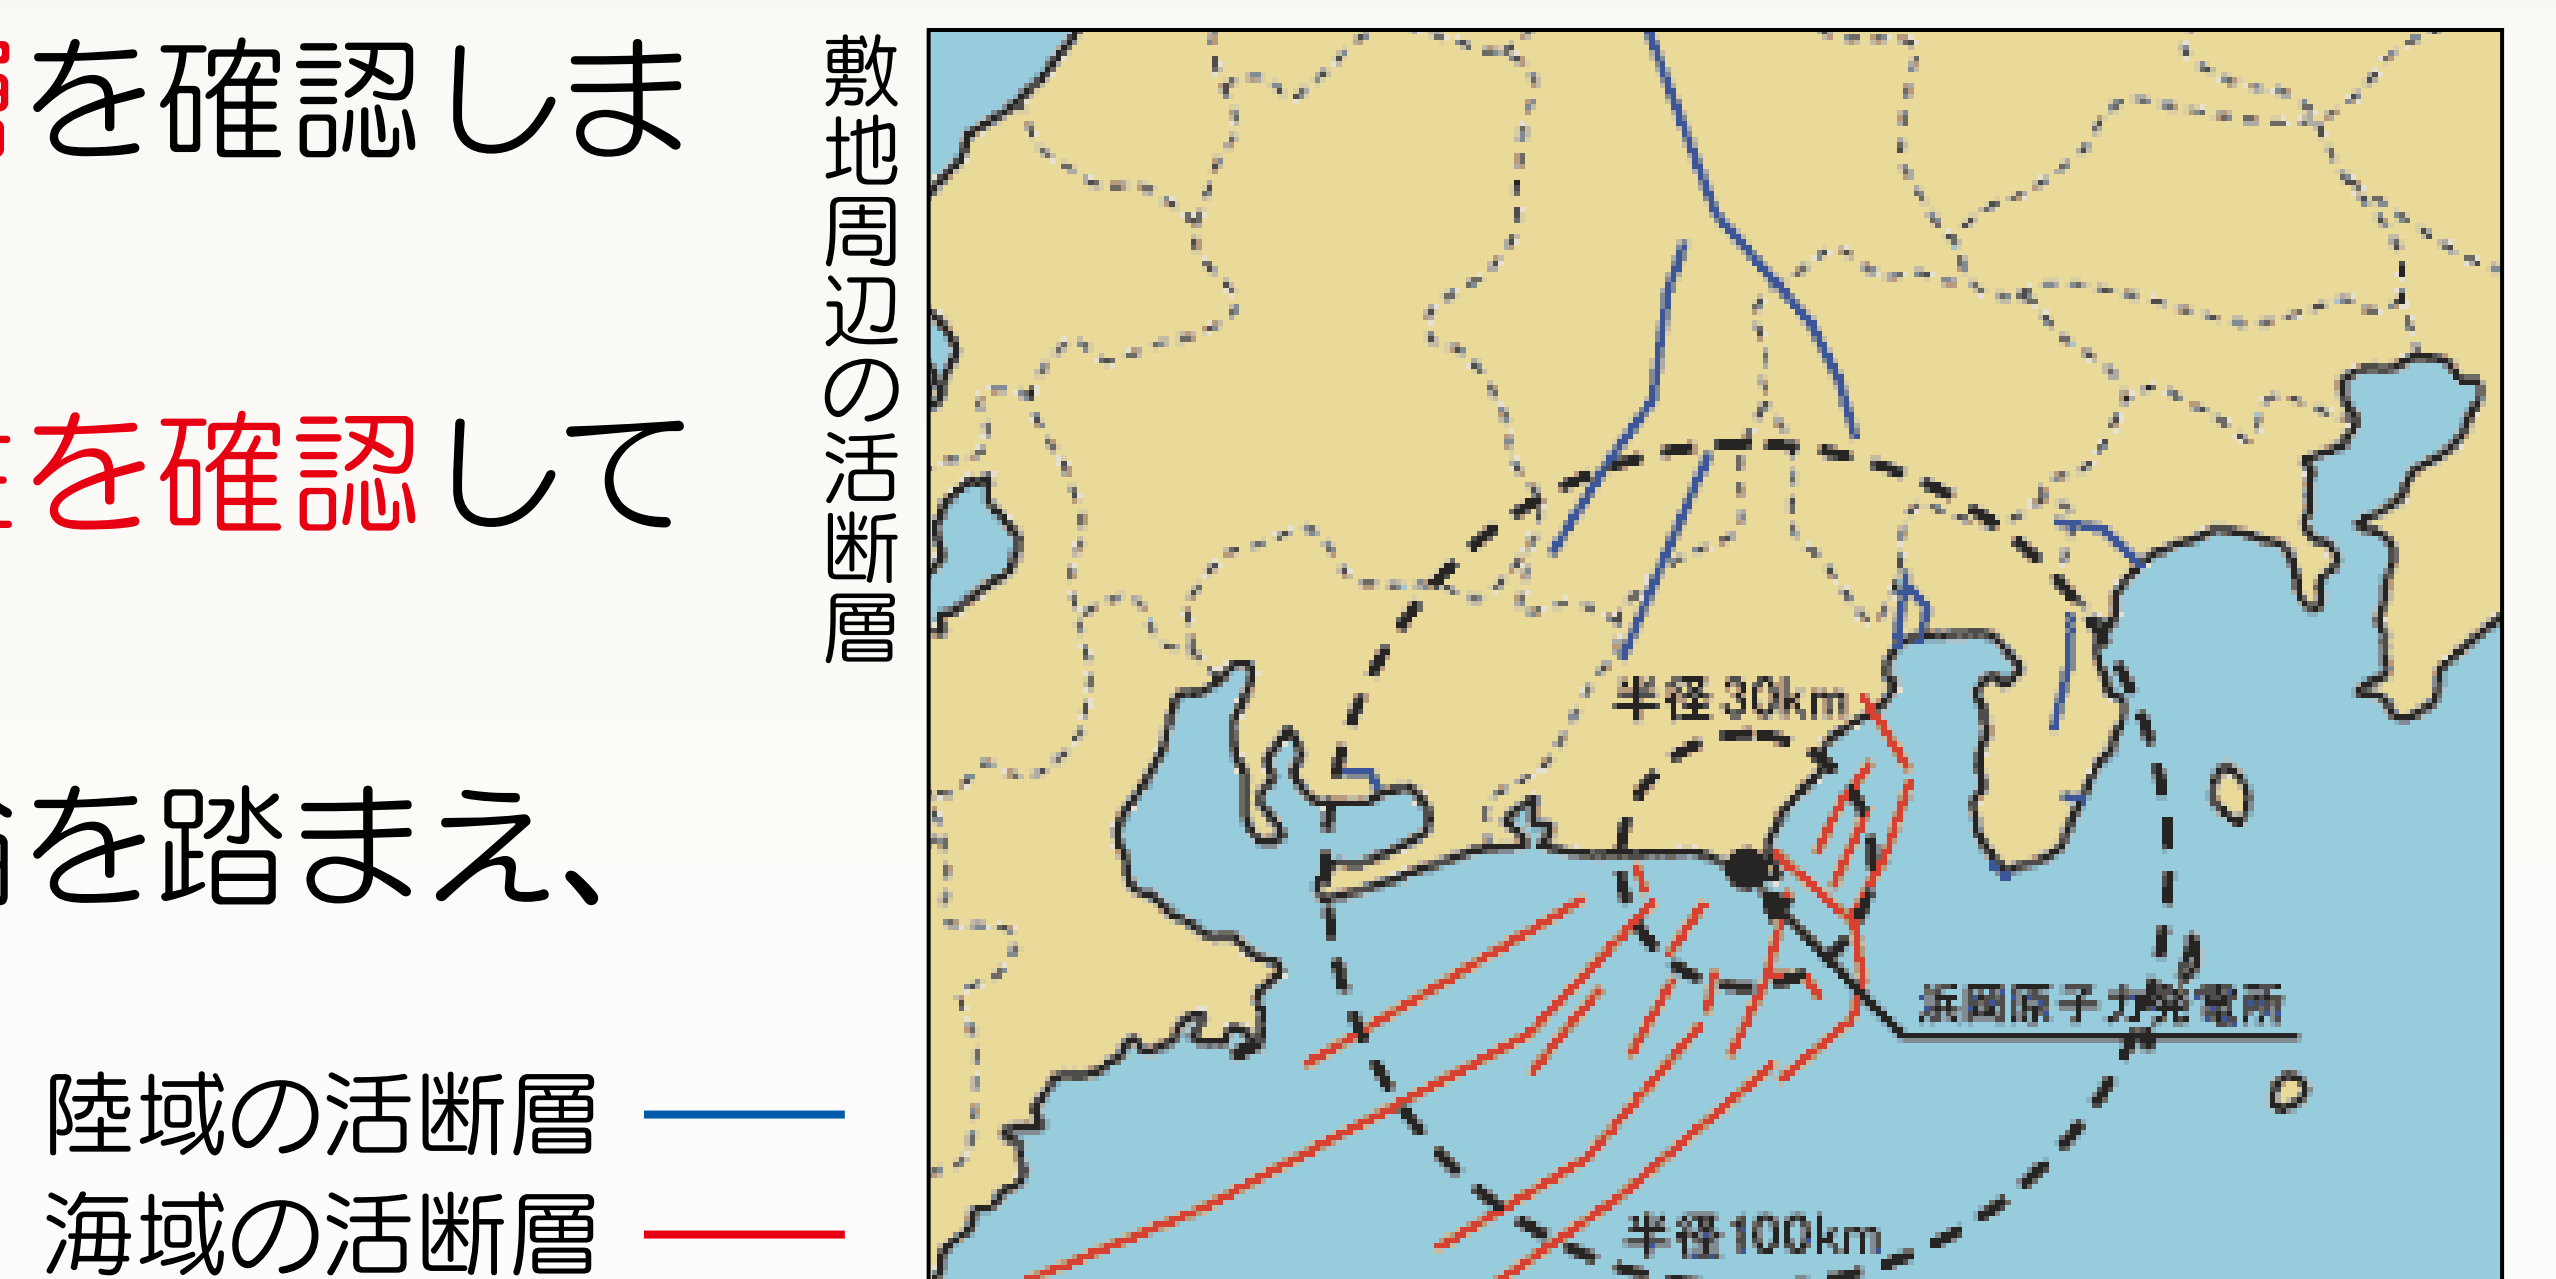 を確認しま
を確認して
を踏まえ、
陸域の活断層
海域の活断層
敷地周辺の活断層
半径30km
浜岡原子力発電所
半径100km